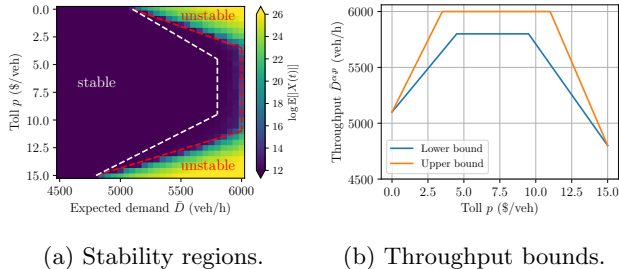 0.0
2.5
5.0
7.5
10.0
12.5
15.0
Toll p ($/veh)
unstable
stable
unstable
4500
5000
5500
6000
Expected demand D̄ (veh/h)
26
24
22
20
18
16
14
12
log E[|X(t)|]
6000
5500
5000
4500
4000
Throughput D̄^{α,p} (veh/h)
Lower bound
Upper bound
0.0
2.5
5.0
7.5
10.0
12.5
15.0
Toll p ($/veh)
(a) Stability regions.
(b) Throughput bounds.